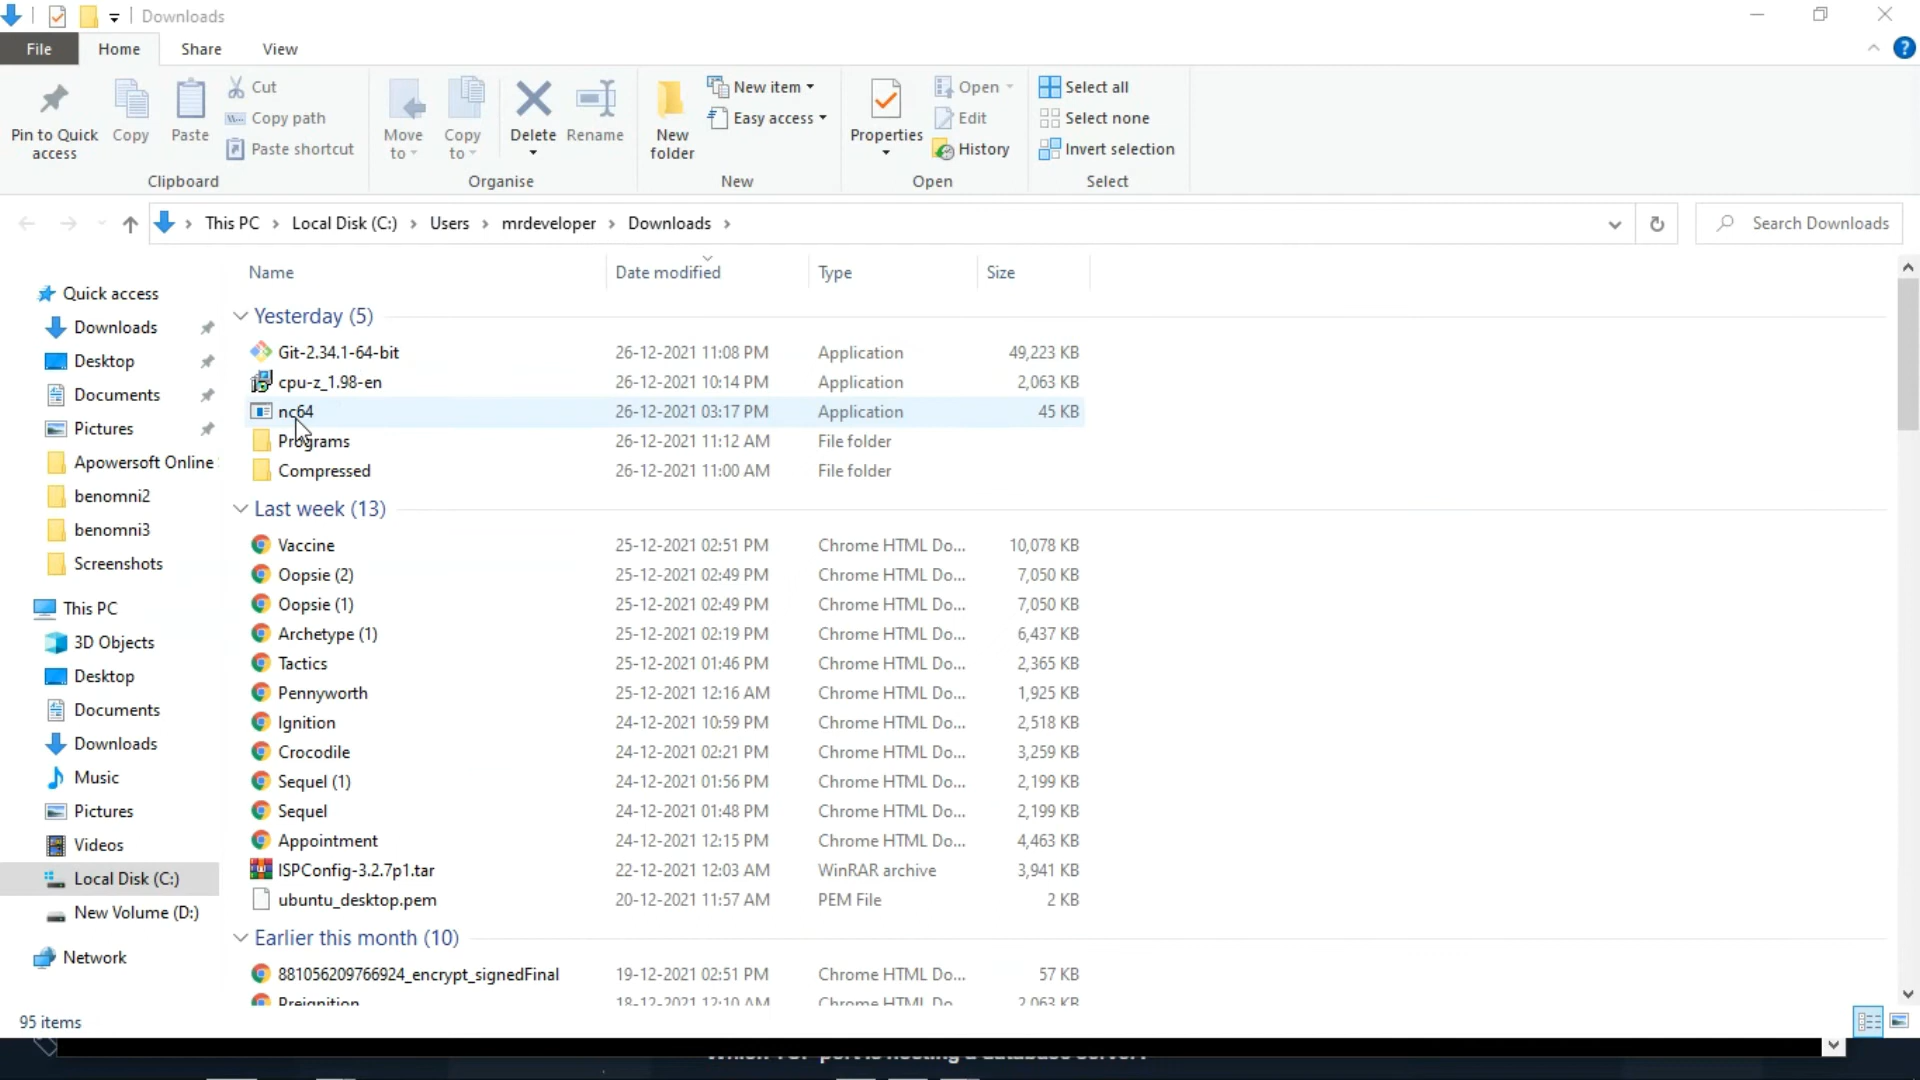 Downloads
File Home Share View
Pin to Quick access
Copy
Paste
Cut
Copy path
Paste shortcut
Clipboard
Move to
Copy to
Delete
Rename
Organise
New folder
New item
Easy access
New
Properties
Open
Edit
History
Open
Select all
Select none
Invert selection
Select
This PC > Local Disk (C:) > Users > mrdeveloper > Downloads >
Search Downloads
Quick access
Downloads
Desktop
Documents
Pictures
Apowersoft Online
benomni2
benomni3
Screenshots
This PC
3D Objects
Desktop
Documents
Downloads
Music
Pictures
Videos
Local Disk (C:)
New Volume (D:)
Network
Name Date modified Type Size
Yesterday (5)
Git-2.34.1-64-bit 26-12-2021 11:08 PM Application 49,223 KB
cpu-z_1.98-en 26-12-2021 10:14 PM Application 2,063 KB
nc64 26-12-2021 03:17 PM Application 45 KB
Programs 26-12-2021 11:12 AM File folder
Compressed 26-12-2021 11:00 AM File folder
Last week (13)
Vaccine 25-12-2021 02:51 PM Chrome HTML Do... 10,078 KB
Oopsie (2) 25-12-2021 02:49 PM Chrome HTML Do... 7,050 KB
Oopsie (1) 25-12-2021 02:49 PM Chrome HTML Do... 7,050 KB
Archetype (1) 25-12-2021 02:19 PM Chrome HTML Do... 6,437 KB
Tactics 25-12-2021 01:46 PM Chrome HTML Do... 2,365 KB
Pennyworth 25-12-2021 12:16 AM Chrome HTML Do... 1,925 KB
Ignition 24-12-2021 10:59 PM Chrome HTML Do... 2,518 KB
Crocodile 24-12-2021 02:21 PM Chrome HTML Do... 3,259 KB
Sequel (1) 24-12-2021 01:56 PM Chrome HTML Do... 2,199 KB
Sequel 24-12-2021 01:48 PM Chrome HTML Do... 2,199 KB
Appointment 24-12-2021 12:15 PM Chrome HTML Do... 4,463 KB
ISPConfig-3.2.7p1.tar 22-12-2021 12:03 AM WinRAR archive 3,941 KB
ubuntu_desktop.pem 20-12-2021 11:57 AM PEM File 2 KB
Earlier this month (10)
881056209766924_encrypt_signedFinal 19-12-2021 02:51 PM Chrome HTML Do... 57 KB
Preignition 18-12-2021 12:10 AM Chrome HTML Do 2,063 KB
95 items